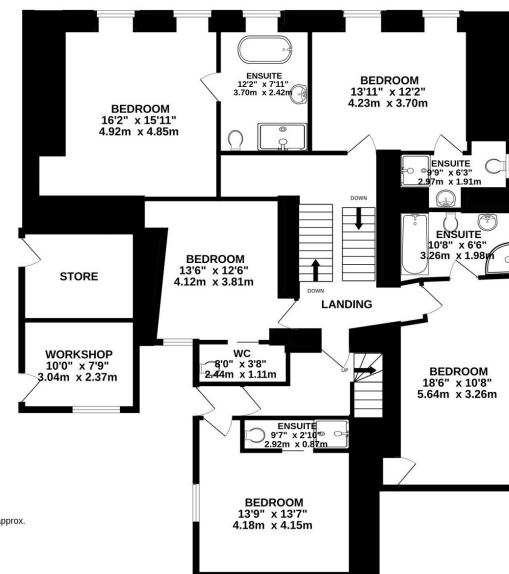 BEDROOM
16'2" x 15'11"
4.92m x 4.85m
ENSUITE
12'2" x 7'11"
3.70m x 2.42m
BEDROOM
13'11" x 12'2"
4.23m x 3.70m
ENSUITE
9'9" x 6'3"
2.97m x 1.91m
DOWN
DOWN
ENSUITE
10'8" x 6'6"
3.26m x 1.98m
BEDROOM
13'6" x 12'6"
4.12m x 3.81m
STORE
LANDING
WORKSHOP
10'0" x 7'9"
3.04m x 2.37m
WC
8'0" x 3'8"
2.44m x 1.11m
UP
BEDROOM
18'6" x 10'8"
5.64m x 3.26m
ENSUITE
9'7" x 2'10"
2.92m x 0.87m
BEDROOM
13'9" x 13'7"
4.18m x 4.15m
approx.